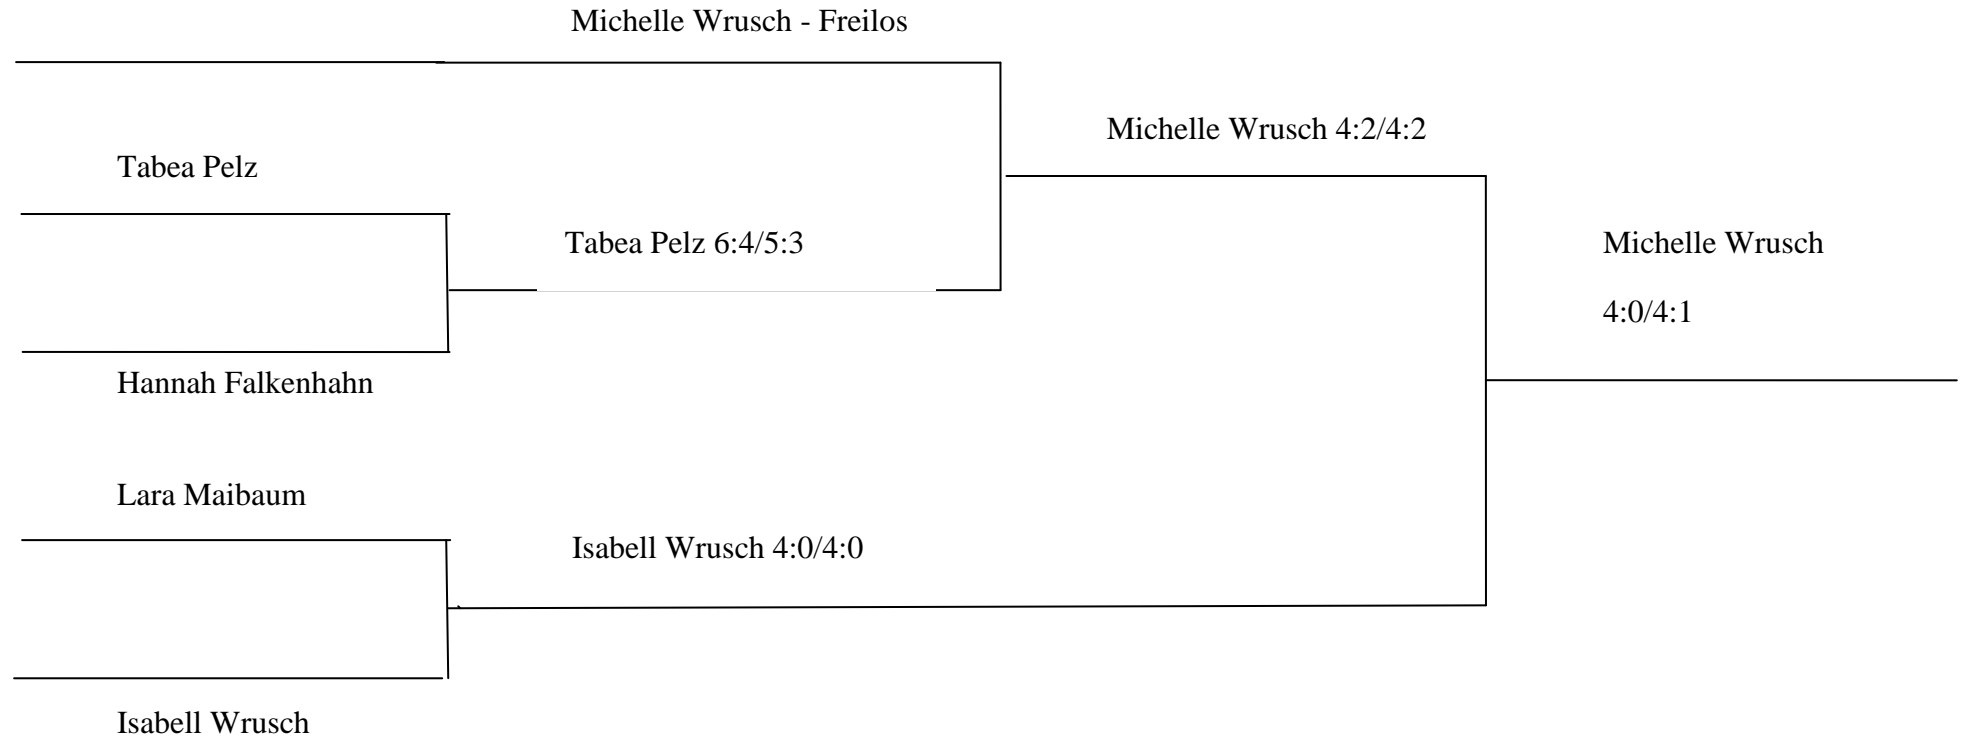 Michelle Wrusch - Freilos
Michelle Wrusch 4:2/4:2
Tabea Pelz
Tabea Pelz 6:4/5:3
Michelle Wrusch
4:0/4:1
Hannah Falkenhahn
Lara Maibaum
Isabell Wrusch 4:0/4:0
Isabell Wrusch